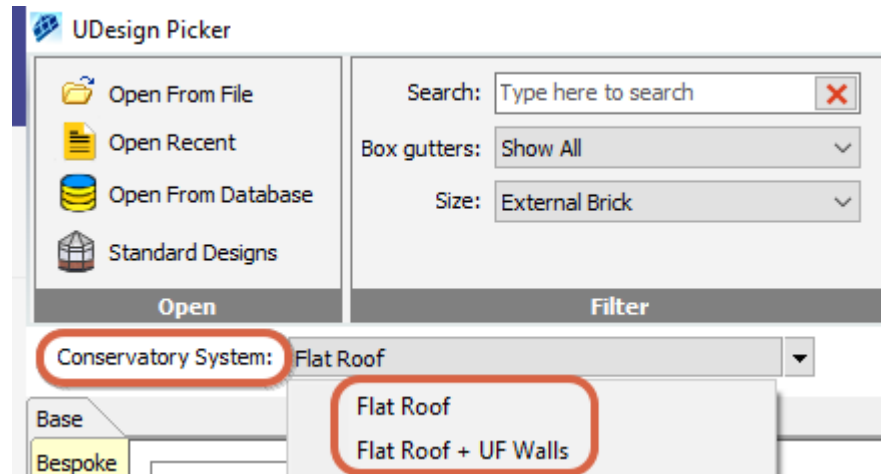 UDesign Picker
Open From File
Open Recent
Open From Database
Standard Designs
Open
Search: Type here to search
Box gutters: Show All
Size: External Brick
Filter
Conservatory System: Flat Roof
Flat Roof
Flat Roof + UF Walls
Base
Bespoke